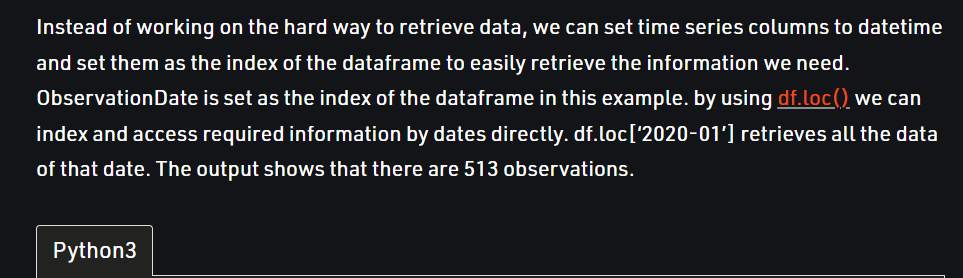 Instead of working on the hard way to retrieve data, we can set time series columns to datetime
and set them as the index of the dataframe to easily retrieve the information we need.
ObservationDate is set as the index of the dataframe in this example. by using df.loc() we can
index and access required information by dates directly. df.loc[‘2020-01′] retrieves all the data
of that date. The output shows that there are 513 observations.
Python3